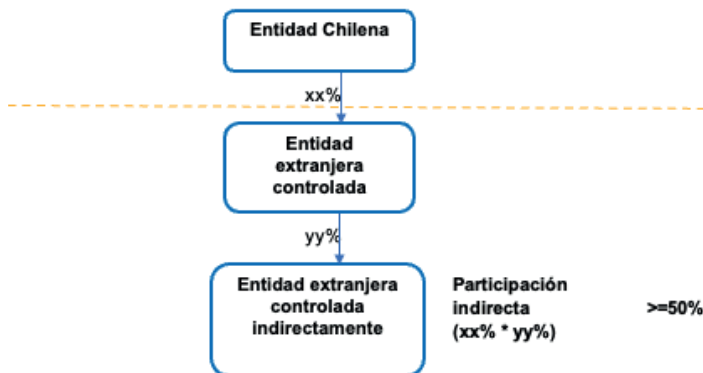 Entidad Chilena
xx%
Entidad
extranjera
controlada
yy%
Entidad extranjera
controlada
indirectamente
Participación
indirecta >=50%
(xx% * yy%)